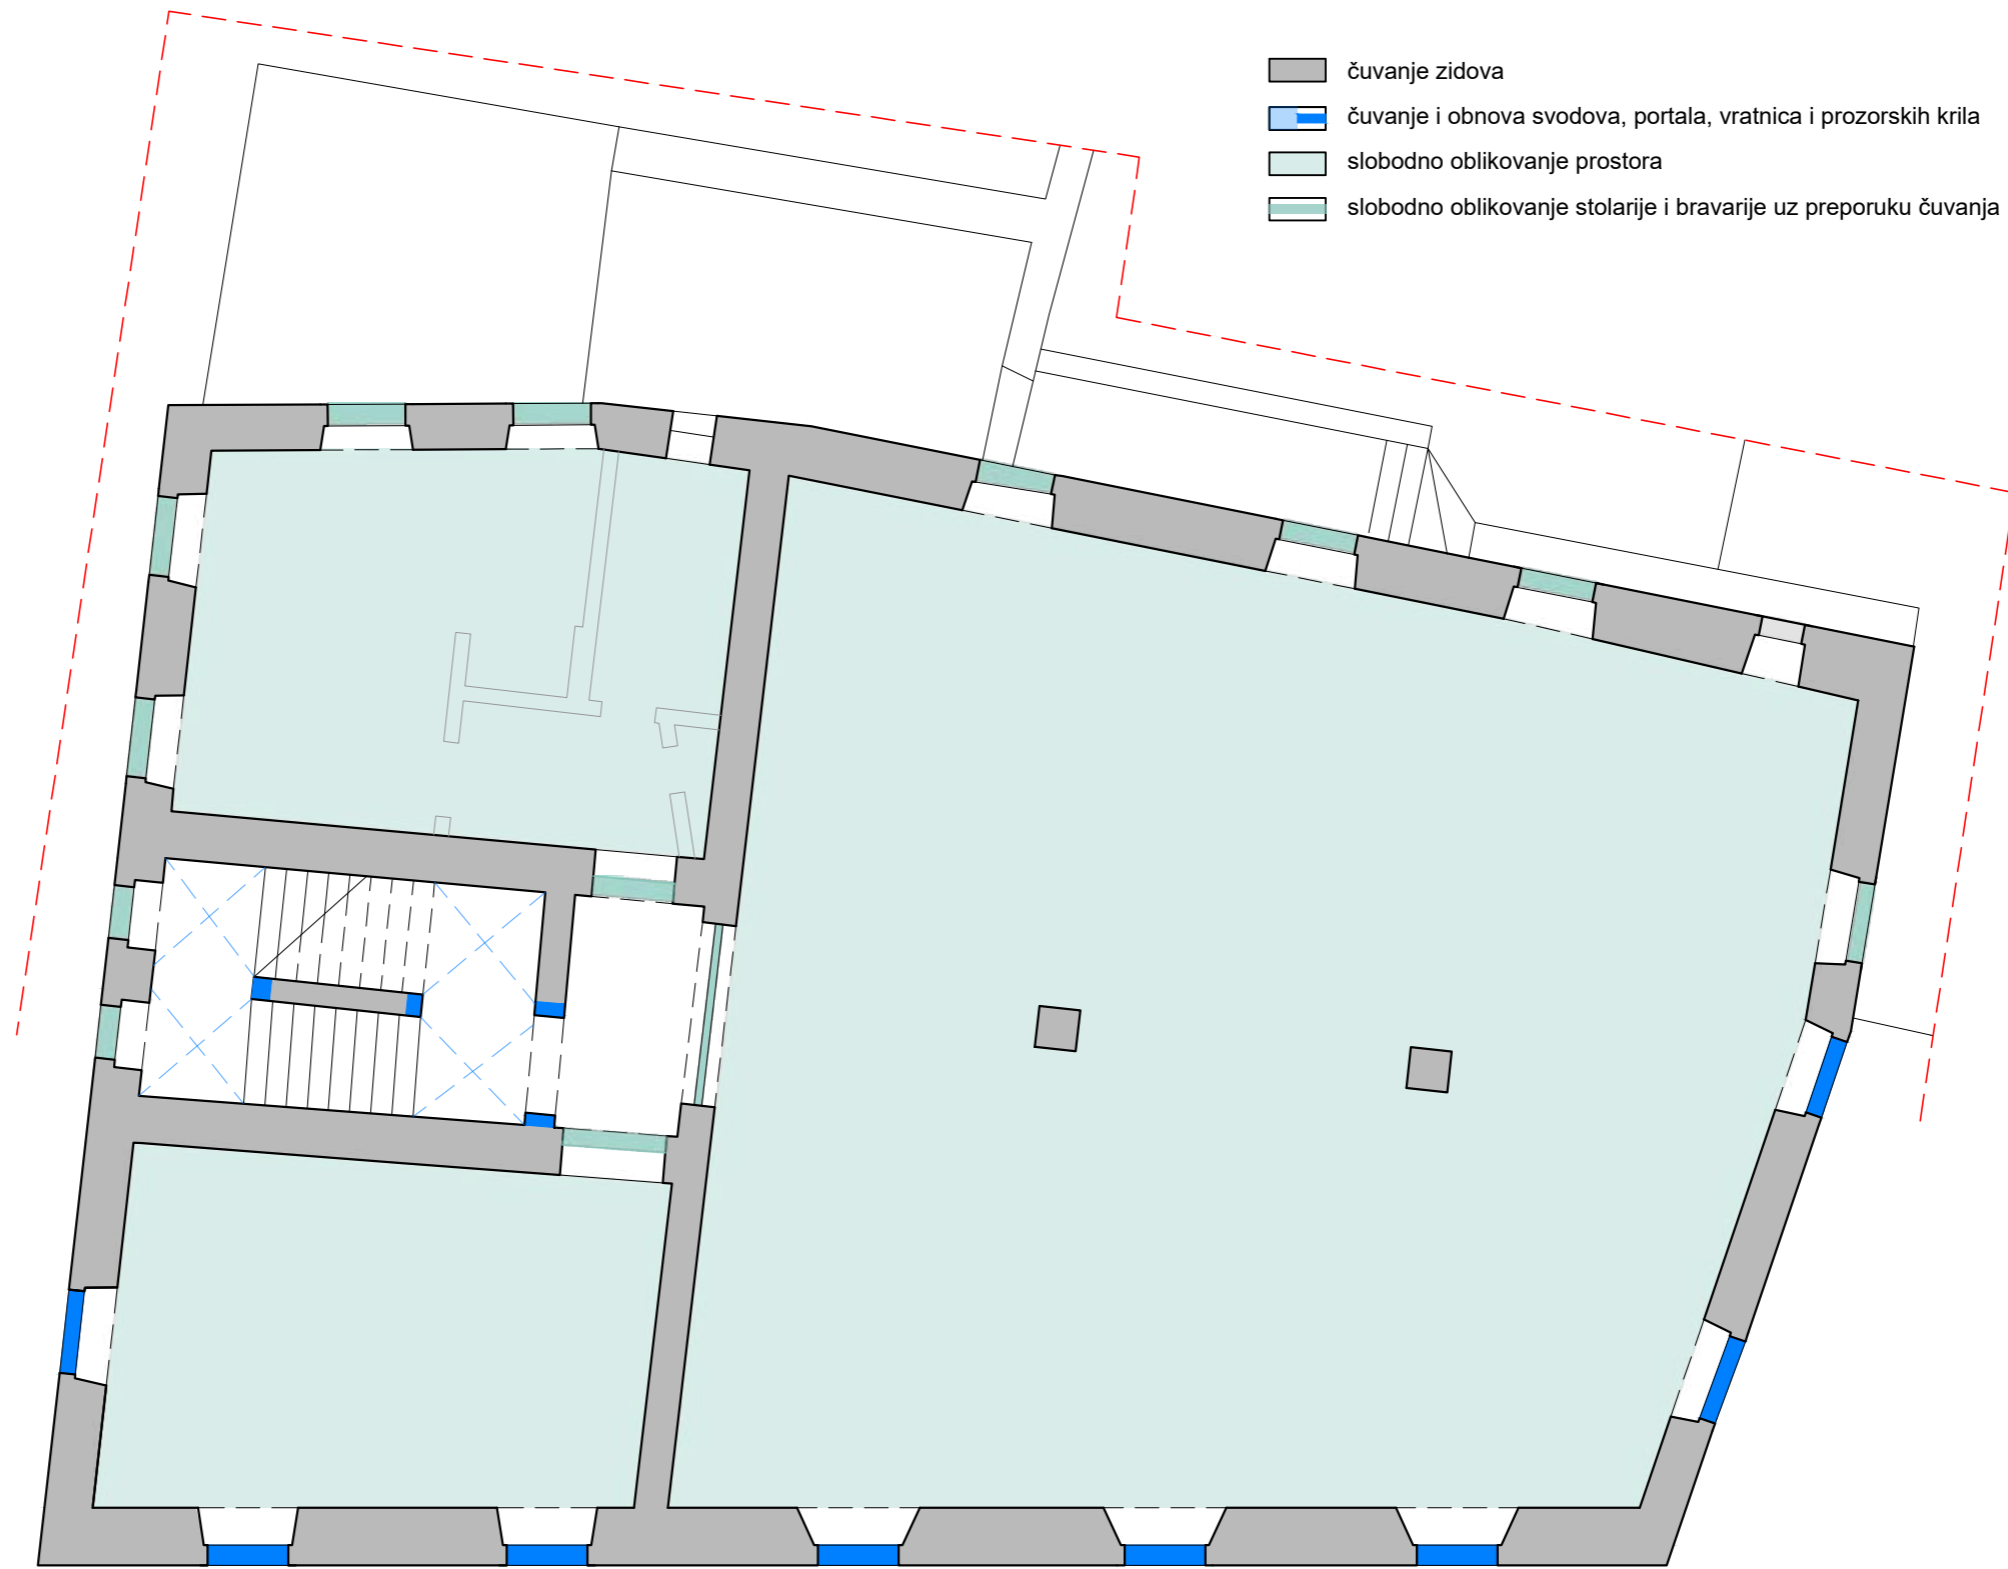 čuvanje zidova
čuvanje i obnova svodova, portala, vratnica i prozorskih krila
slobodno oblikovanje prostora
slobodno oblikovanje stolarije i bravarije uz preporuku čuvanja